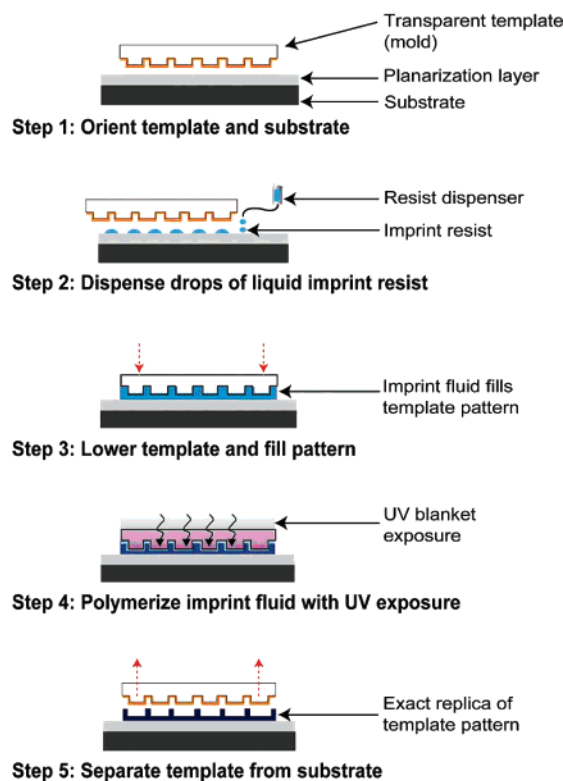 Transparent template
(mold)
Planarization layer
Substrate
Step 1: Orient template and substrate
Resist dispenser
Imprint resist
Step 2: Dispense drops of liquid imprint resist
Imprint fluid fills
template pattern
Step 3: Lower template and fill pattern
UV blanket
exposure
Step 4: Polymerize imprint fluid with UV exposure
Exact replica of
template pattern
Step 5: Separate template from substrate